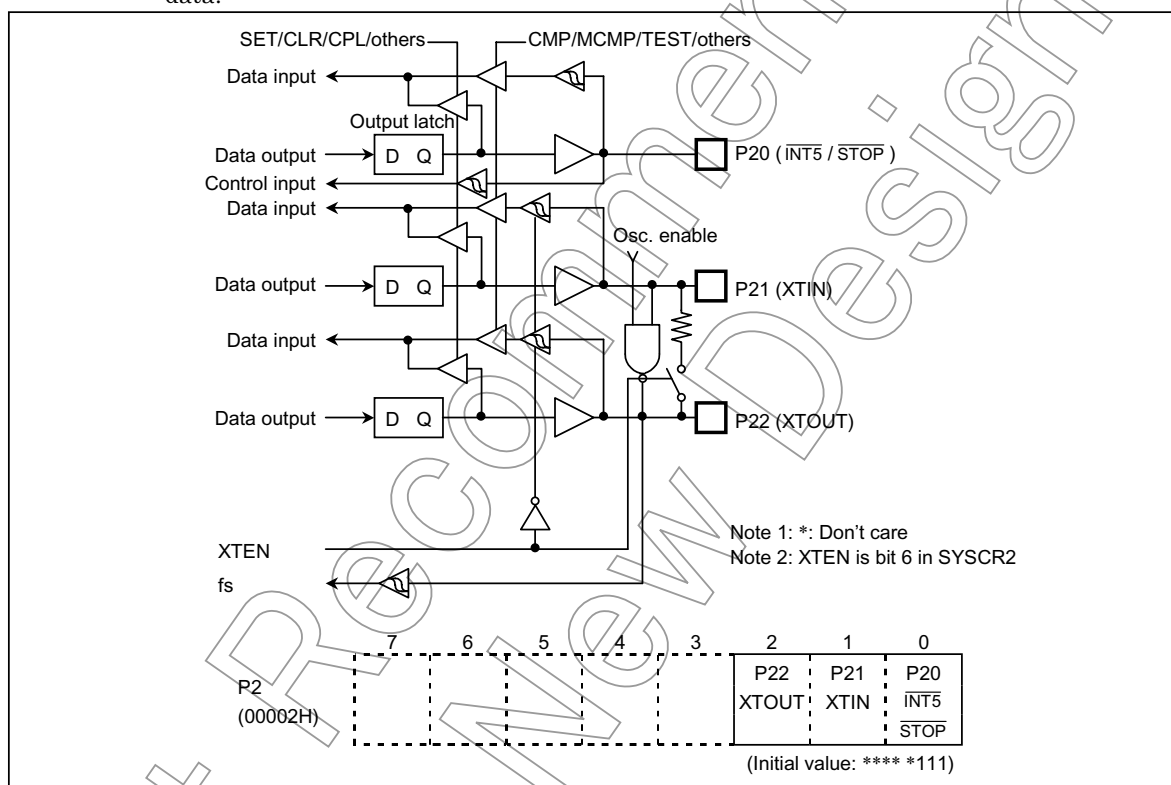 data.
SET/CLR/CPL/others
CMP/MCMP/TEST/others
Data input
Output latch
Data output
D Q
P20 (INT5 / STOP )
Control input
Data input
Osc. enable
Data output
D Q
P21 (XTIN)
Data input
Data output
D Q
P22 (XTOUT)
XTEN
fs
Note 1: *: Don't care
Note 2: XTEN is bit 6 in SYSCR2
7 6 5 4 3 2 1 0
P2
(00002H)
P22 P21 P20
XTOUT XTIN INT5
STOP
(Initial value: **** *111)